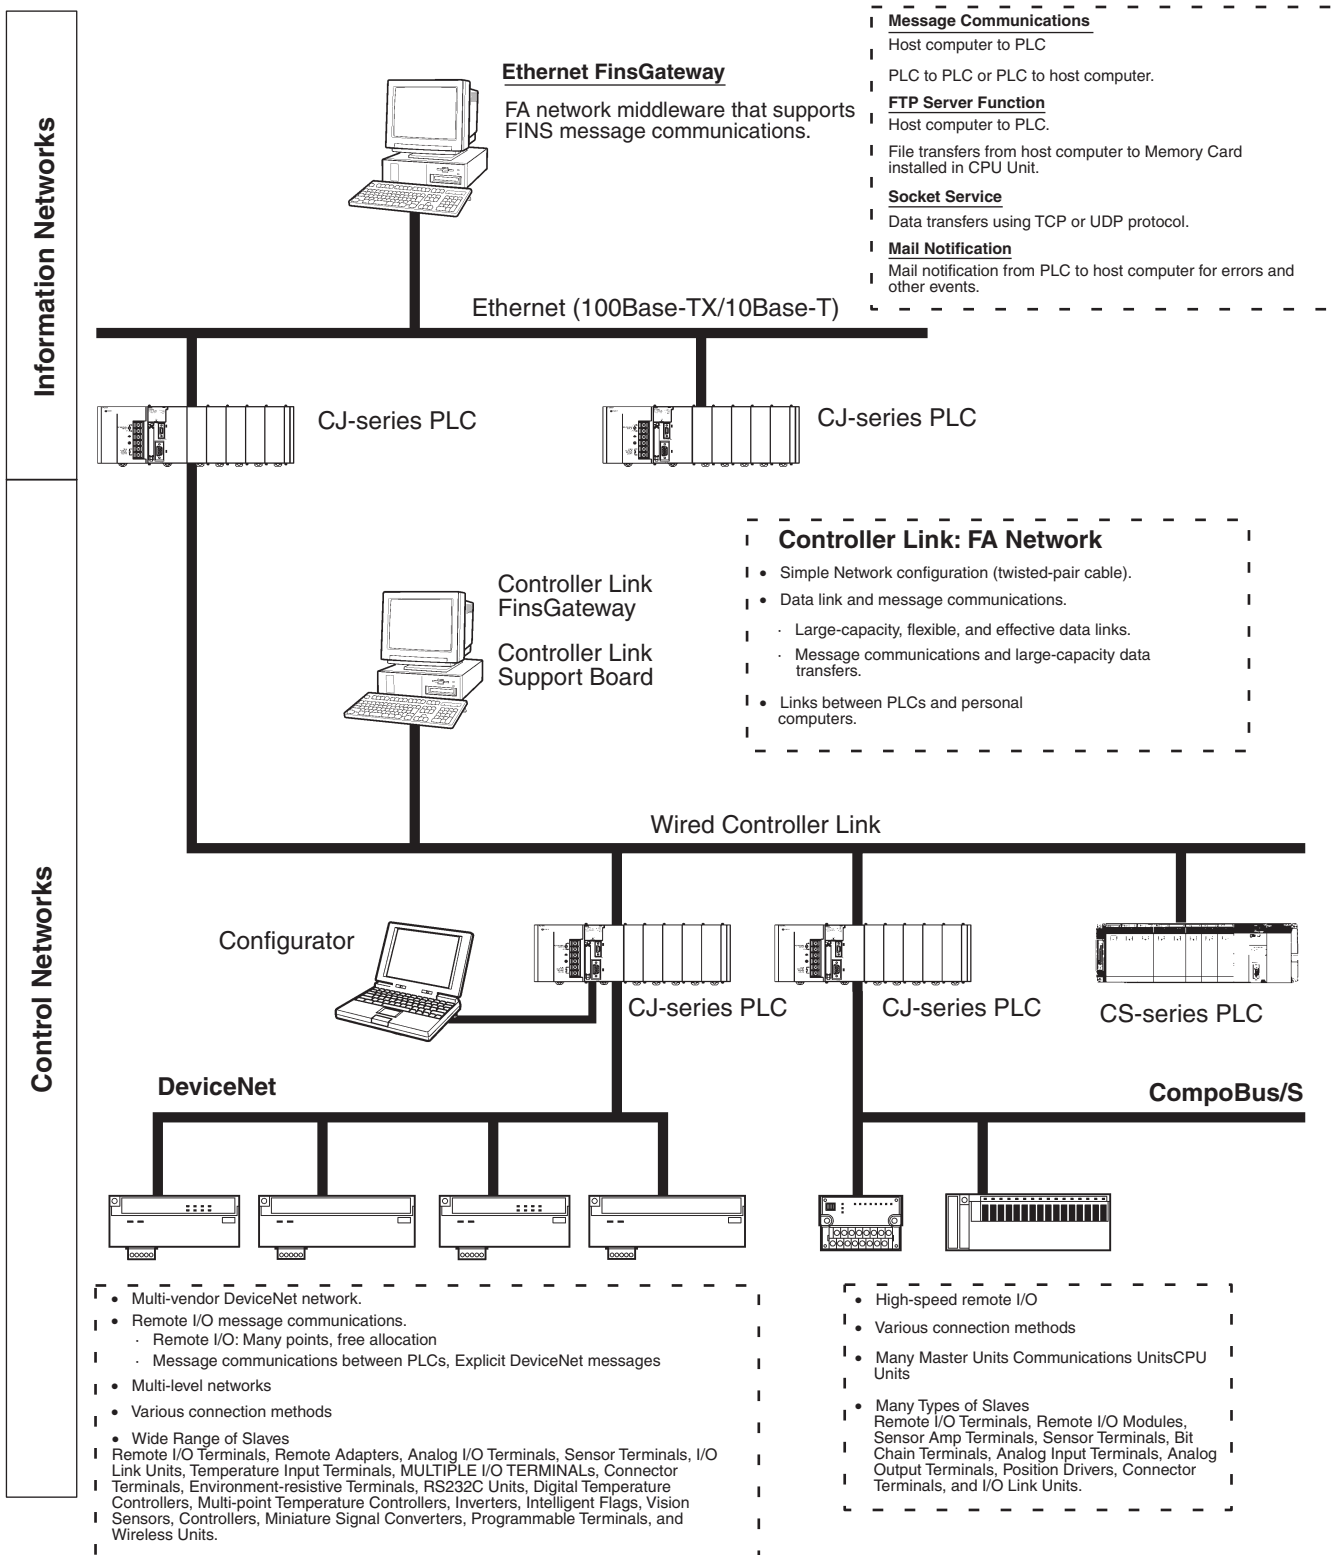 Information Networks
Control Networks
Ethernet FinsGateway
FA network middleware that supports
FINS message communications.
Message Communications
Host computer to PLC
PLC to PLC or PLC to host computer.
FTP Server Function
Host computer to PLC.
File transfers from host computer to Memory Card
installed in CPU Unit.
Socket Service
Data transfers using TCP or UDP protocol.
Mail Notification
Mail notification from PLC to host computer for errors and
other events.
Ethernet (100Base-TX/10Base-T)
CJ-series PLC
CJ-series PLC
Controller Link
FinsGateway
Controller Link
Support Board
Controller Link: FA Network
• Simple Network configuration (twisted-pair cable).
• Data link and message communications.
· Large-capacity, flexible, and effective data links.
· Message communications and large-capacity data
transfers.
• Links between PLCs and personal
computers.
Wired Controller Link
Configurator
CJ-series PLC
CJ-series PLC
CS-series PLC
DeviceNet
CompoBus/S
• Multi-vendor DeviceNet network.
• Remote I/O message communications.
· Remote I/O: Many points, free allocation
· Message communications between PLCs, Explicit DeviceNet messages
• Multi-level networks
• Various connection methods
• Wide Range of Slaves
Remote I/O Terminals, Remote Adapters, Analog I/O Terminals, Sensor Terminals, I/O
Link Units, Temperature Input Terminals, MULTIPLE I/O TERMINALs, Connector
Terminals, Environment-resistive Terminals, RS232C Units, Digital Temperature
Controllers, Multi-point Temperature Controllers, Inverters, Intelligent Flags, Vision
Sensors, Controllers, Miniature Signal Converters, Programmable Terminals, and
Wireless Units.
• High-speed remote I/O
• Various connection methods
• Many Master Units Communications UnitsCPU
Units
• Many Types of Slaves
Remote I/O Terminals, Remote I/O Modules,
Sensor Amp Terminals, Sensor Terminals, Bit
Chain Terminals, Analog Input Terminals, Analog
Output Terminals, Position Drivers, Connector
Terminals, and I/O Link Units.